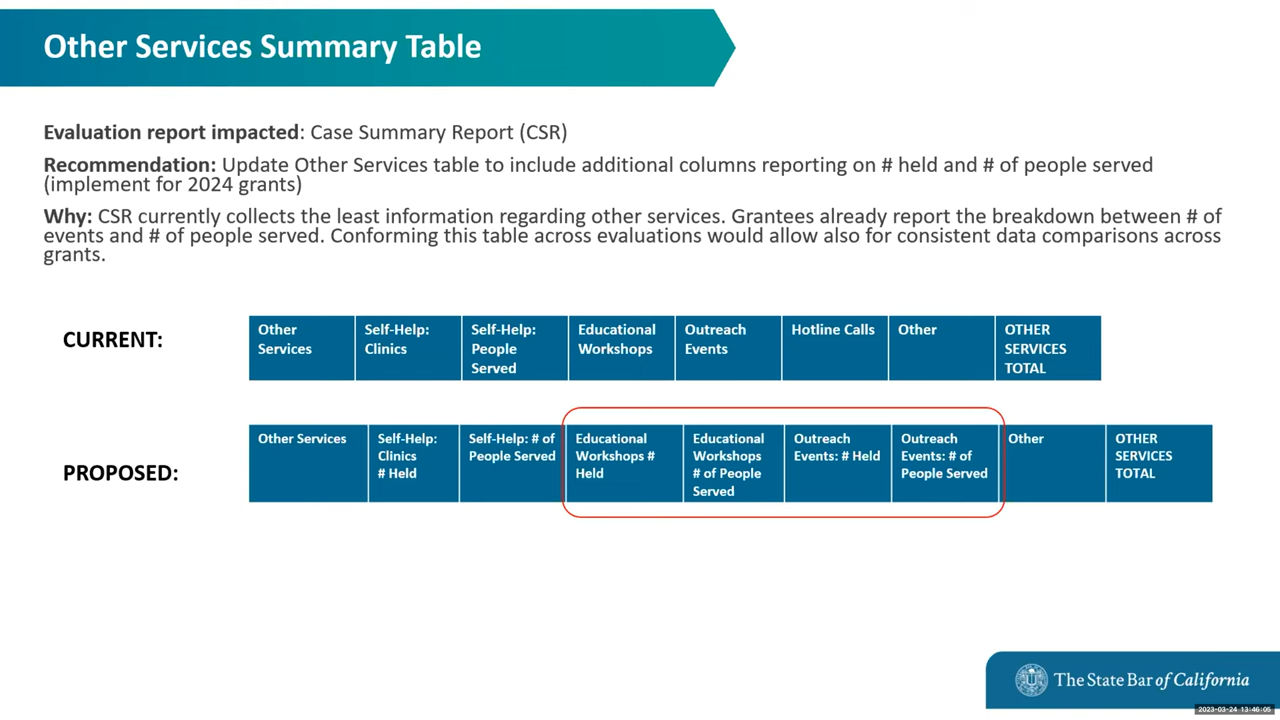 Other Services Summary Table
Evaluation report impacted: Case Summary Report (CSR)
Recommendation: Update Other Services table to include additional columns reporting on # held and # of people served
(implement for 2024 grants)
Why: CSR currently collects the least information regarding other services. Grantees already report the breakdown between # of
events and # of people served. Conforming this table across evaluations would allow also for consistent data comparisons across
grants.
CURRENT:
Other
Services
Self-Help:
Clinics
Self-Help:
People
Served
Educational
Workshops
Outreach
Events
Hotline Calls
Other
OTHER
SERVICES
TOTAL
PROPOSED:
Other Services
Self-Help:
Clinics
# Held
Self-Help: # of
People Served
Educational
Workshops #
Held
Educational
Workshops
# of People
Served
Outreach
Events: # Held
Outreach
Events: # of
People Served
Other
OTHER
SERVICES
TOTAL
The State Bar of California
2023-03-24 13:46:05